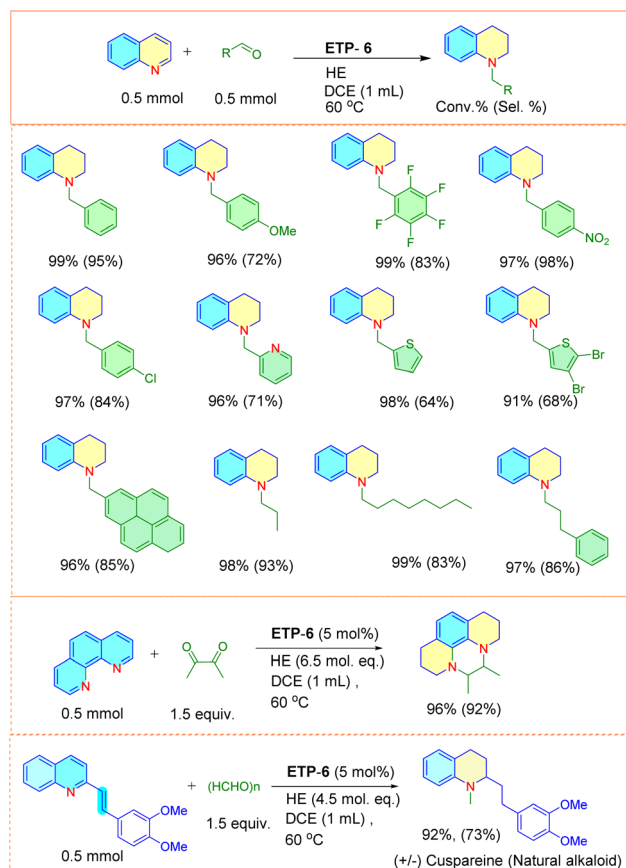 ETP- 6
N + R O HE
DCE (1 mL)
0.5 mmol 0.5 mmol 60 °C
N
R
Conv.% (Sel. %)
N N N F F F F F N
OMe NO₂
99% (95%) 96% (72%) 99% (83%) 97% (98%)
N N N N S S Br
Cl N Br
97% (84%) 96% (71%) 98% (64%) 91% (68%)
N N N N
96% (85%) 98% (93%) 99% (83%) 97% (86%)
ETP-6 (5 mol%)
N N + O O HE (6.5 mol. eq.) N N
DCE (1 mL) ,
0.5 mmol 1.5 equiv. 60 °C 96% (92%)
ETP-6 (5 mol%)
N + (HCHO)n HE (4.5 mol. eq.) N
OMe 1.5 equiv. DCE (1 mL) , OMe
OMe 60 °C 92%, (73%) OMe
0.5 mmol
(+/-) Cuspareine (Natural alkaloid)